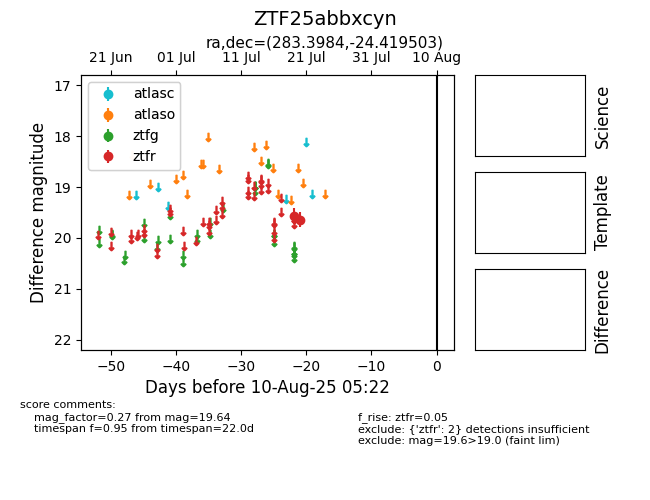 ZTF25abbxcyn
ra,dec=(283.3984,-24.419503)
21 Jun 01 Jul 11 Jul 21 Jul 31 Jul 10 Aug
17
18
19
20
21
22
Difference magnitude
atlasc
atlaso
ztfg
ztfr
−50 −40 −30 −20 −10 0
Days before 10-Aug-25 05:22
Science
Template
Difference
score comments:
mag_factor=0.27 from mag=19.64
timespan f=0.95 from timespan=22.0d
f_rise: ztfr=0.05
exclude: {'ztfr': 2} detections insufficient
exclude: mag=19.6>19.0 (faint lim)